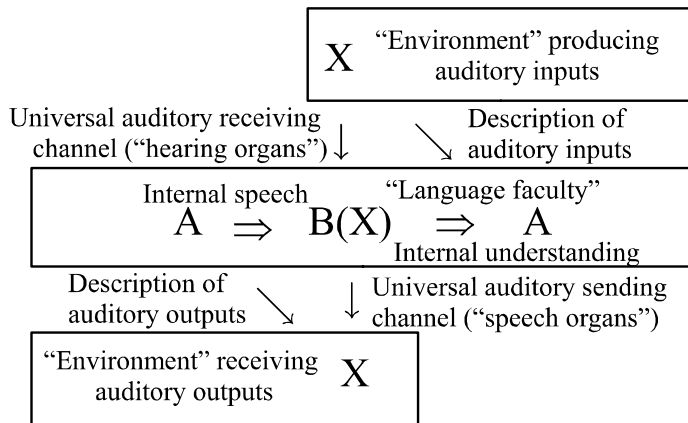 X “Environment” producing
auditory inputs
Universal auditory receiving
channel (“hearing organs”) ↓
↘ Description of
auditory inputs
Internal speech “Language faculty”
A ⇒ B(X) ⇒ A
Internal understanding
Description of
auditory outputs ↘
↓ Universal auditory sending
channel (“speech organs”)
“Environment” receiving
auditory outputs X